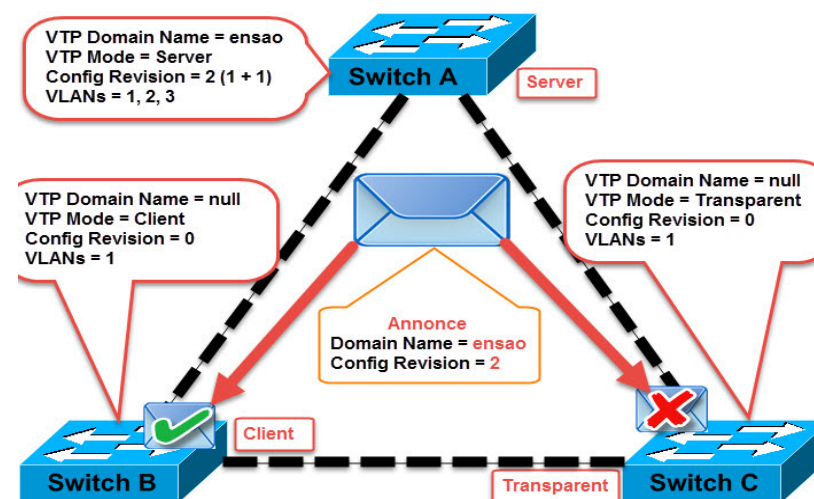 VTP Domain Name = ensao
VTP Mode = Server
Config Revision = 2 (1 + 1)
VLANs = 1, 2, 3
Switch A
Server
VTP Domain Name = null
VTP Mode = Client
Config Revision = 0
VLANs = 1
VTP Domain Name = null
VTP Mode = Transparent
Config Revision = 0
VLANs = 1
Annonce
Domain Name = ensao
Config Revision = 2
Client
Switch B
Transparent
Switch C